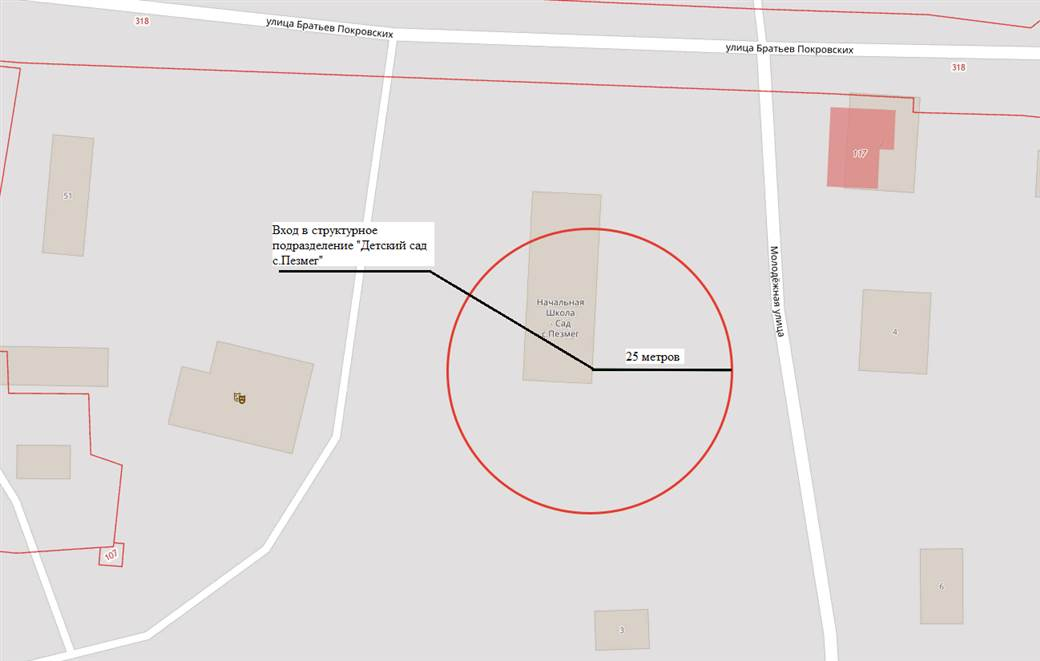 318
улица Братьев Покровских
улица Братьев Покровских
318
117
51
Вход в структурное
подразделение "Детский сад
с.Пезмег"
Молодёжная улица
Начальная
Школа
- Сад
с Пезмег
4
25 метров
107
6
3